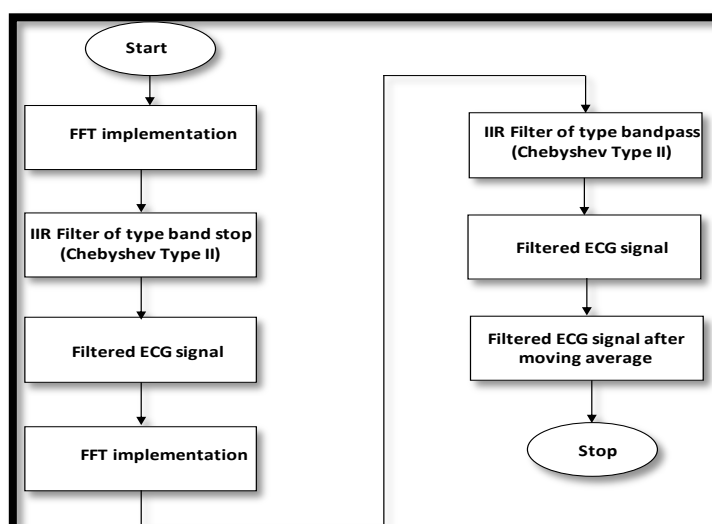 Start
FFT implementation
IIR Filter of type band stop
(Chebyshev Type II)
Filtered ECG signal
FFT implementation
IIR Filter of type bandpass
(Chebyshev Type II)
Filtered ECG signal
Filtered ECG signal after
moving average
Stop